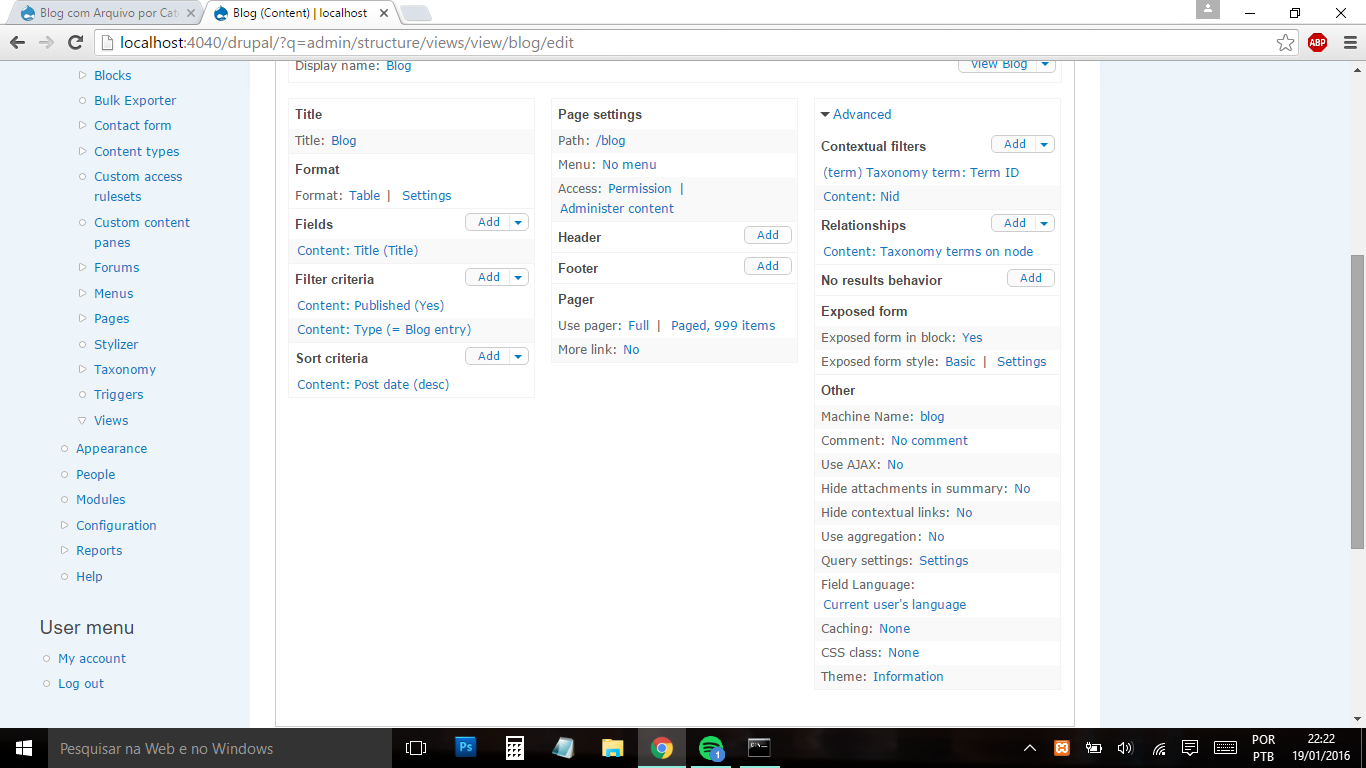 Blog com Arquivo por Cate
Blog (Content) | localhost
localhost:4040/drupal/?q=admin/structure/views/view/blog/edit
ABP
Blocks
Bulk Exporter
Contact form
Content types
Custom access
rulesets
Custom content
panes
Forums
Menus
Pages
Stylizer
Taxonomy
Triggers
Views
Appearance
People
Modules
Configuration
Reports
Help
User menu
My account
Log out
Display name: Blog
View Blog
Title
Title: Blog
Format
Format: Table | Settings
Fields Add
Content: Title (Title)
Filter criteria Add
Content: Published (Yes)
Content: Type (= Blog entry)
Sort criteria Add
Content: Post date (desc)
Page settings
Path: /blog
Menu: No menu
Access: Permission |
Administer content
Header Add
Footer Add
Pager
Use pager: Full | Paged, 999 items
More link: No
Advanced
Contextual filters Add
(term) Taxonomy term: Term ID
Content: Nid
Relationships Add
Content: Taxonomy terms on node
No results behavior Add
Exposed form
Exposed form in block: Yes
Exposed form style: Basic | Settings
Other
Machine Name: blog
Comment: No comment
Use AJAX: No
Hide attachments in summary: No
Hide contextual links: No
Use aggregation: No
Query settings: Settings
Field Language:
Current user's language
Caching: None
CSS class: None
Theme: Information
Pesquisar na Web e no Windows
Ps
1
POR
PTB
22:22
19/01/2016